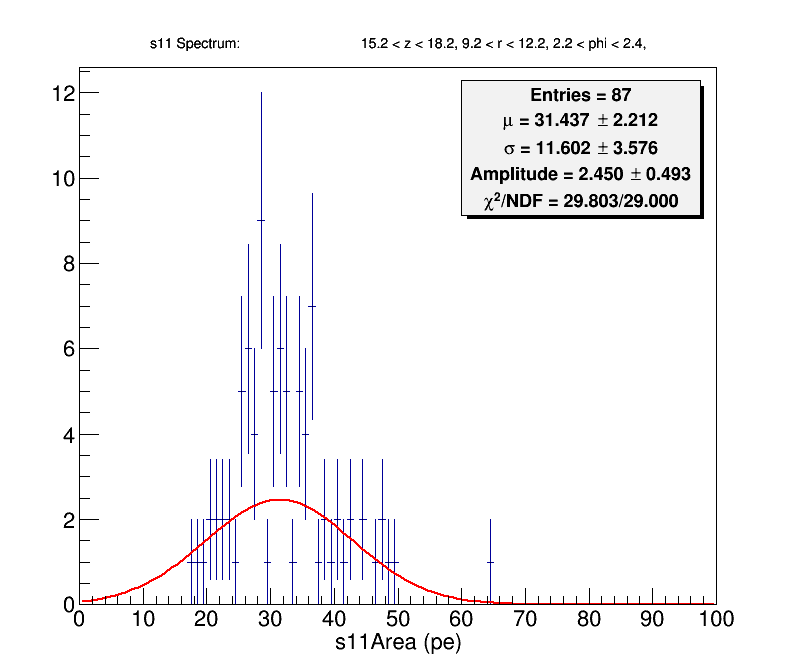 s11 Spectrum: 15.2 < z < 18.2, 9.2 < r < 12.2, 2.2 < phi < 2.4,
Entries = 87
μ = 31.437 ± 2.212
σ = 11.602 ± 3.576
Amplitude = 2.450 ± 0.493
χ²/NDF = 29.803/29.000
12
10
8
6
4
2
0
0 10 20 30 40 50 60 70 80 90 100
s11Area (pe)